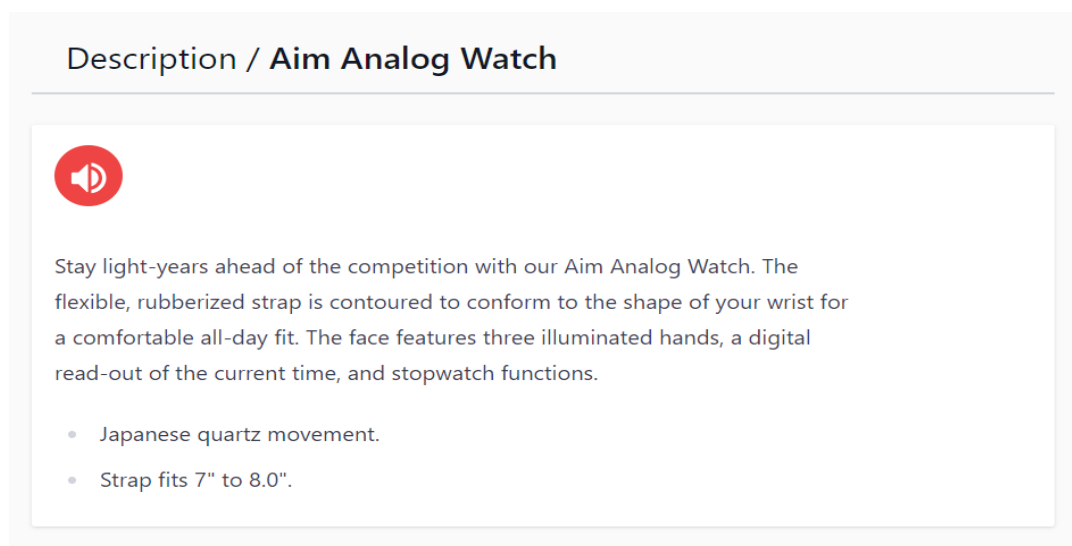 Description / Aim Analog Watch
Stay light-years ahead of the competition with our Aim Analog Watch. The
flexible, rubberized strap is contoured to conform to the shape of your wrist for
a comfortable all-day fit. The face features three illuminated hands, a digital
read-out of the current time, and stopwatch functions.
Japanese quartz movement.
Strap fits 7" to 8.0".